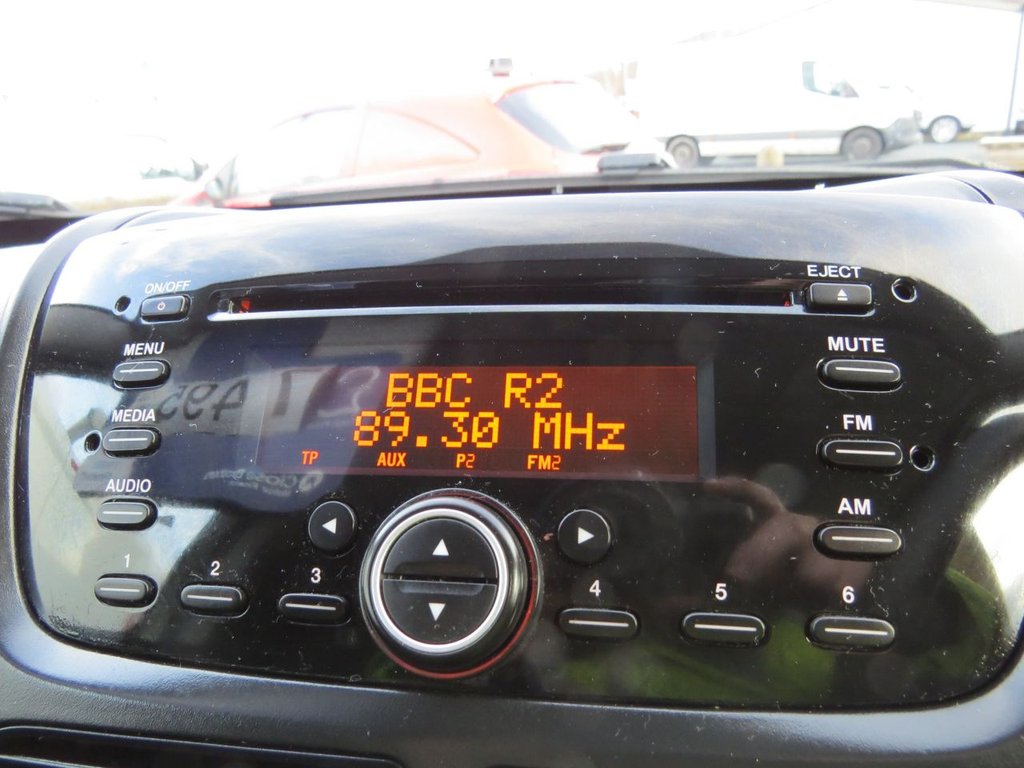 ON/OFF
EJECT
MENU
MUTE
MEDIA
FM
AUDIO
AM
BBC R2
89.30 MHz
TP AUX P2 FM2
1 2 3 4 5 6